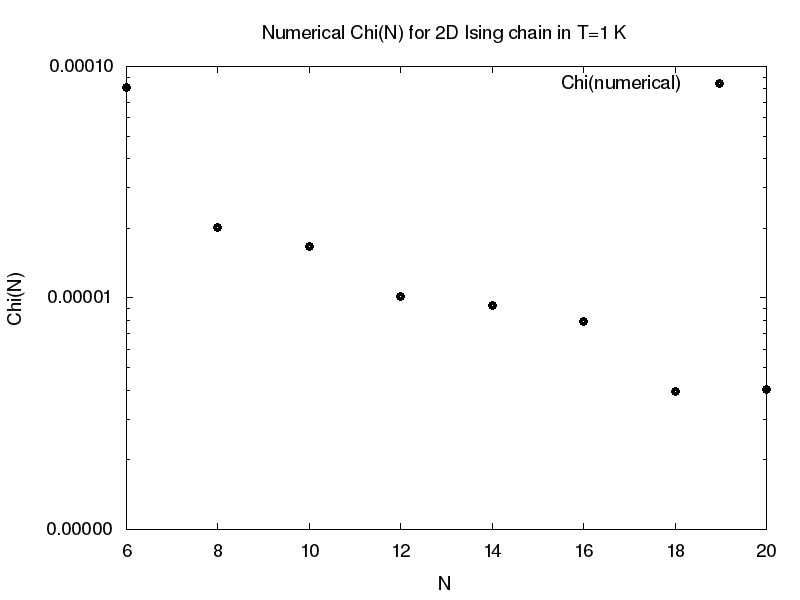 Numerical Chi(N) for 2D Ising chain in T=1 K
0.00010
Chi(numerical)
Chi(N)
0.00001
0.00000
6 8 10 12 14 16 18 20
N